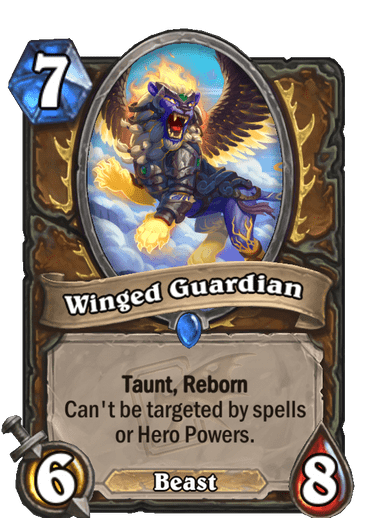 7
Winged Guardian
Taunt, Reborn
Can't be targeted by spells
or Hero Powers.
6
Beast
8